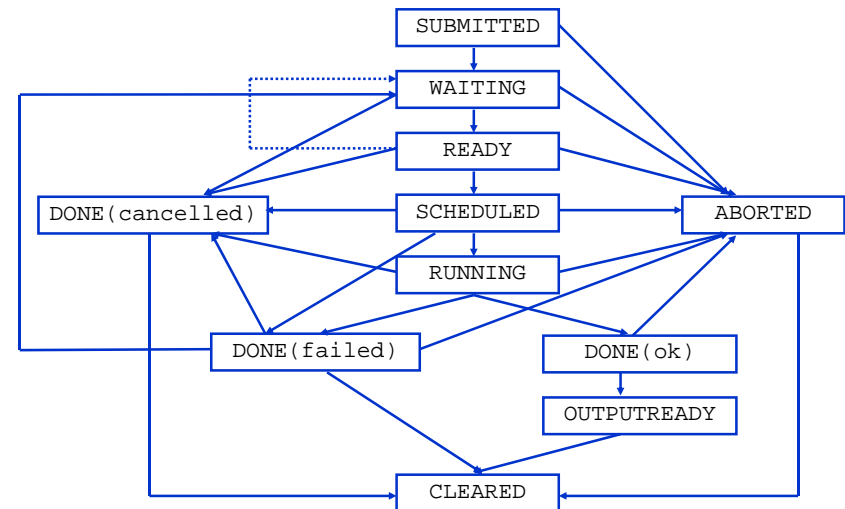 SUBMITTED
WAITING
READY
DONE(cancelled)
SCHEDULED
ABORTED
RUNNING
DONE(failed)
DONE(ok)
OUTPUTREADY
CLEARED